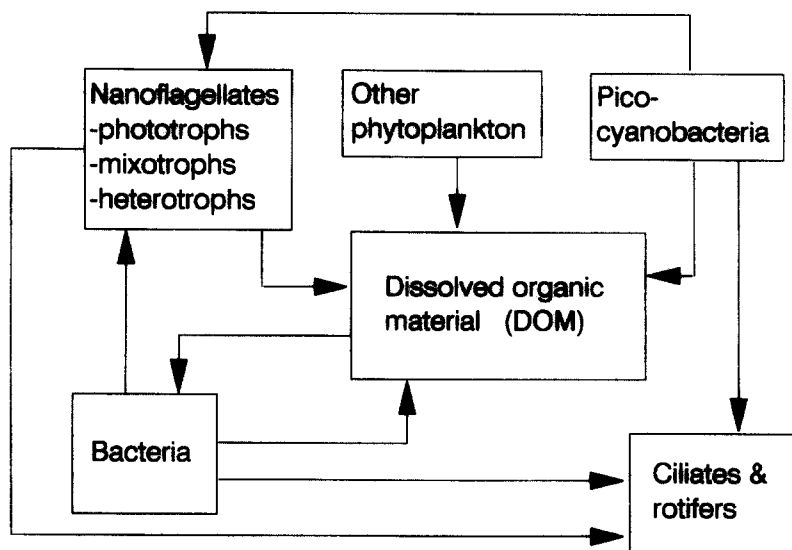 Nanoflagellates
-phototrophs
-mixotrophs
-heterotrophs
Other
phytoplankton
Pico-
cyanobacteria
Dissolved organic
material (DOM)
Bacteria
Ciliates &
rotifers